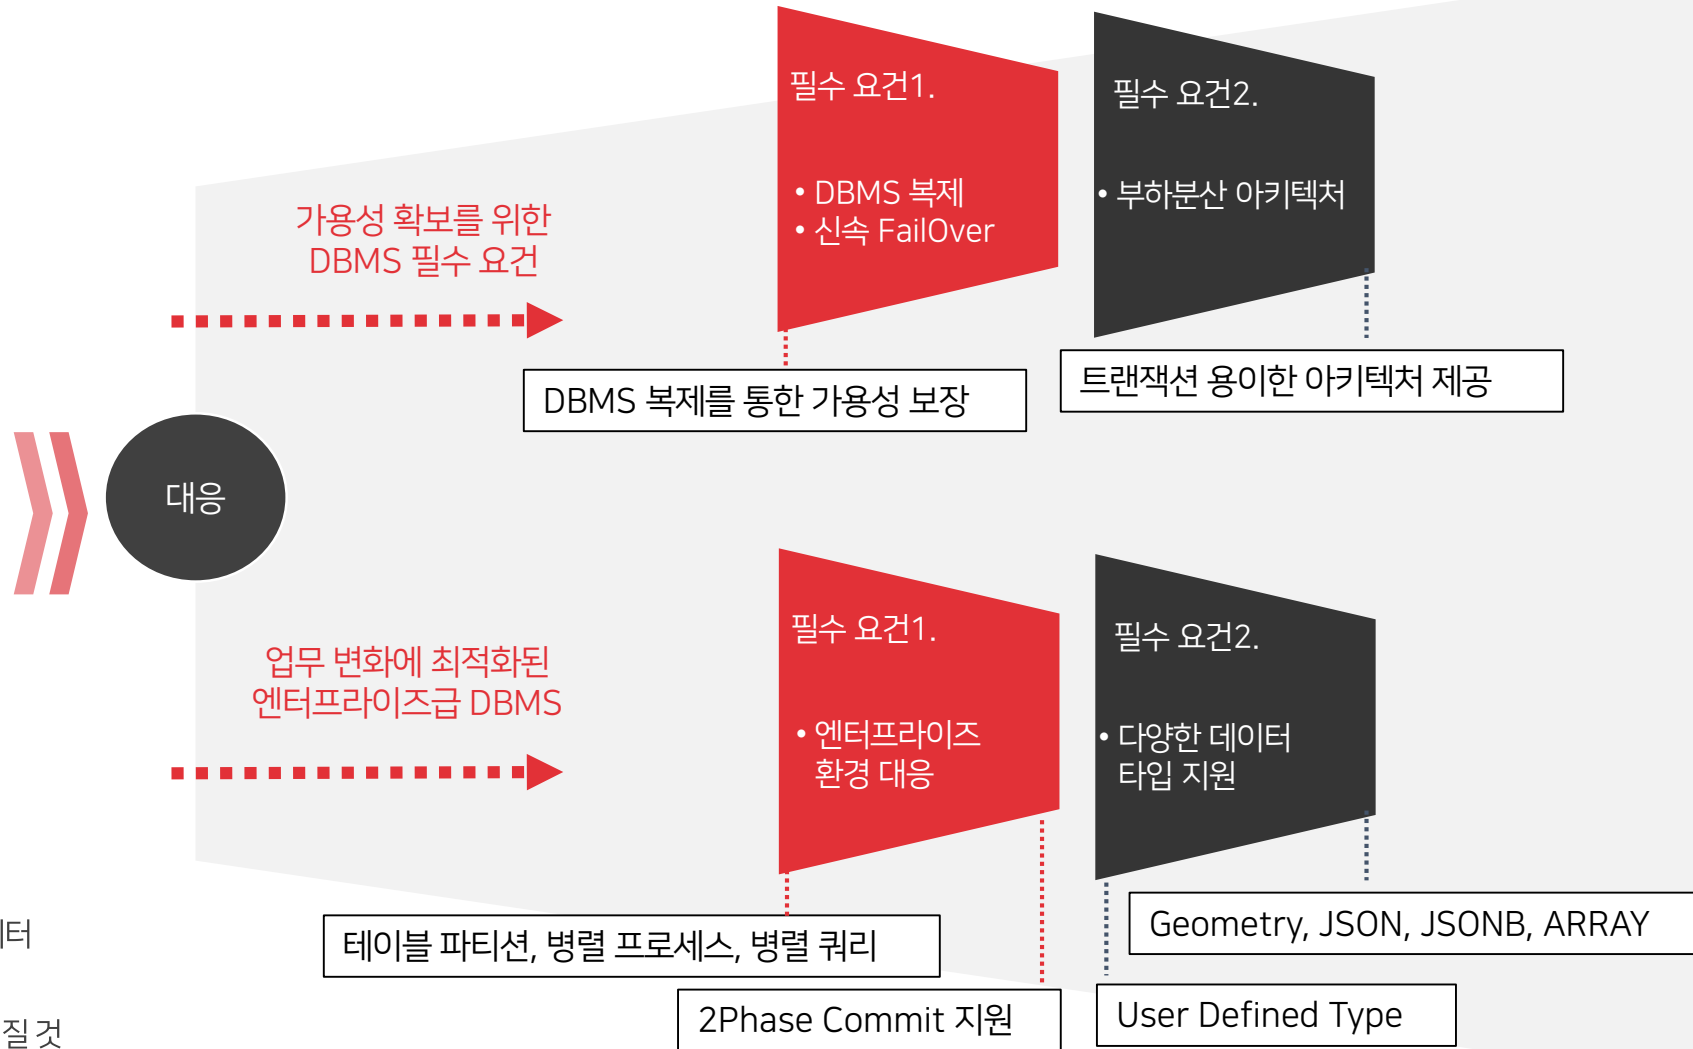 필수 요건1.
• DBMS 복제
• 신속 FailOver
필수 요건2.
• 부하분산 아키텍처
가용성 확보를 위한
DBMS 필수 요건
DBMS 복제를 통한 가용성 보장
트랜잭션 용이한 아키텍처 제공
대응
업무 변화에 최적화된
엔터프라이즈급 DBMS
필수 요건1.
• 엔터프라이즈
환경 대응
필수 요건2.
• 다양한 데이터
타입 지원
테이블 파티션, 병렬 프로세스, 병렬 쿼리
2Phase Commit 지원
Geometry, JSON, JSONB, ARRAY
User Defined Type
터
질 것